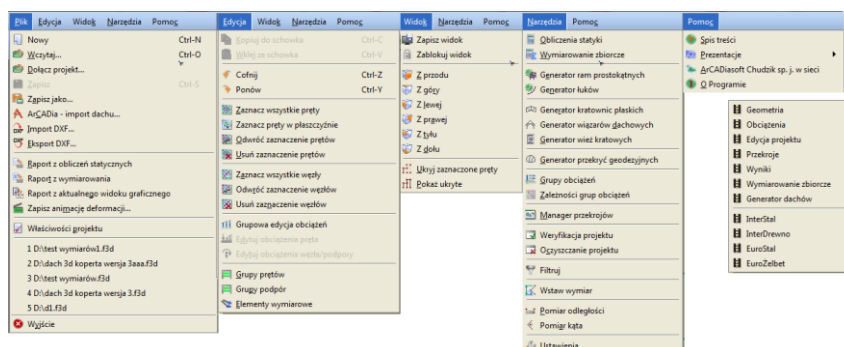 Plik Edycja Widok Narzędzia Pomoc
Nowy Ctrl-N
Wczytaj... Ctrl-O
Dołącz projekt...
Zapisz Ctrl-S
Zapisz jako...
ArCADia - import dachu...
Import DXF...
Eksport DXF...
Raport z obliczeń statycznych
Raport z wymiarowania
Raport z aktualnego widoku graficznego
Zapisz animację deformacji...
Właściwości projektu
1 D:\test wymiarów1.f3d
2 D:\dach 3d koperta wersja 3aaa.f3d
3 D:\test wymiarów.f3d
4 D:\dach 3d koperta wersja 3.f3d
5 D:\d1.f3d
Wyjście
Edycja Widok Narzędzia Pomoc
Kopiuj do schowka Ctrl-C
Wklej ze schowka Ctrl-V
Cofnij Ctrl-Z
Ponów Ctrl-Y
Zaznacz wszystkie pręty
Zaznacz pręty w płaszczyźnie
Odwróć zaznaczenie prętów
Usuń zaznaczenie prętów
Zaznacz wszystkie węzły
Odwróć zaznaczenie węzłów
Usuń zaznaczenie węzłów
Grupowa edycja obciążeń
Edytuj obciążenia pręta
Edytuj obciążenia węzła/podpory
Grupy prętów
Grupy podpór
Elementy wymiarowe
Widok Narzędzia Pomoc
Zapisz widok
Zablokuj widok
Z przodu
Z góry
Z lewej
Z prawej
Z tyłu
Z dołu
Ukryj zaznaczone pręty
Pokaż ukryte
Narzędzia Pomoc
Obliczenia statyki
Wymiarowanie zbiorcze
Generator ram prostokątnych
Generator łuków
Generator kratownic płaskich
Generator wiązarów dachowych
Generator wież kratowych
Generator przekryć geodezyjnych
Grupy obciążeń
Zależności grup obciążeń
Manager przekrojów
Weryfikacja projektu
Oczyszczanie projektu
Filtruj
Wstaw wymiar
Pomiar odległości
Pomiar kąta
Ustawienia
Pomoc
Spis treści
Prezentacje
ArCADiasoft Chudzik sp. j. w sieci
O Programie
Geometria
Obciążenia
Edycja projektu
Przekroje
Wyniki
Wymiarowanie zbiorcze
Generator dachów
InterStal
InterDrewno
EuroStal
EuroZelbet